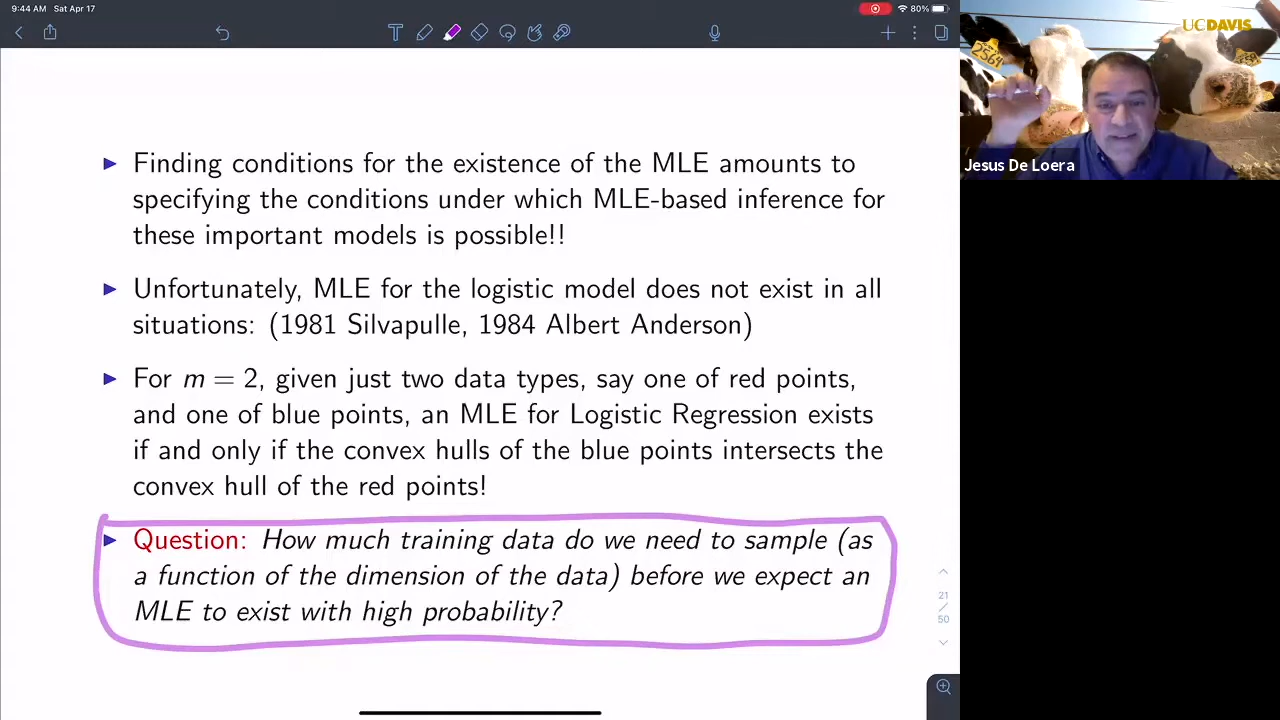 9:44 AM Sat Apr 17
80%
UCDAVIS
2564
Jesus De Loera
▶ Finding conditions for the existence of the MLE amounts to
specifying the conditions under which MLE-based inference for
these important models is possible!!
▶ Unfortunately, MLE for the logistic model does not exist in all
situations: (1981 Silvapulle, 1984 Albert Anderson)
▶ For m = 2, given just two data types, say one of red points,
and one of blue points, an MLE for Logistic Regression exists
if and only if the convex hulls of the blue points intersects the
convex hull of the red points!
▶ Question: How much training data do we need to sample (as
a function of the dimension of the data) before we expect an
MLE to exist with high probability?
21
/
50